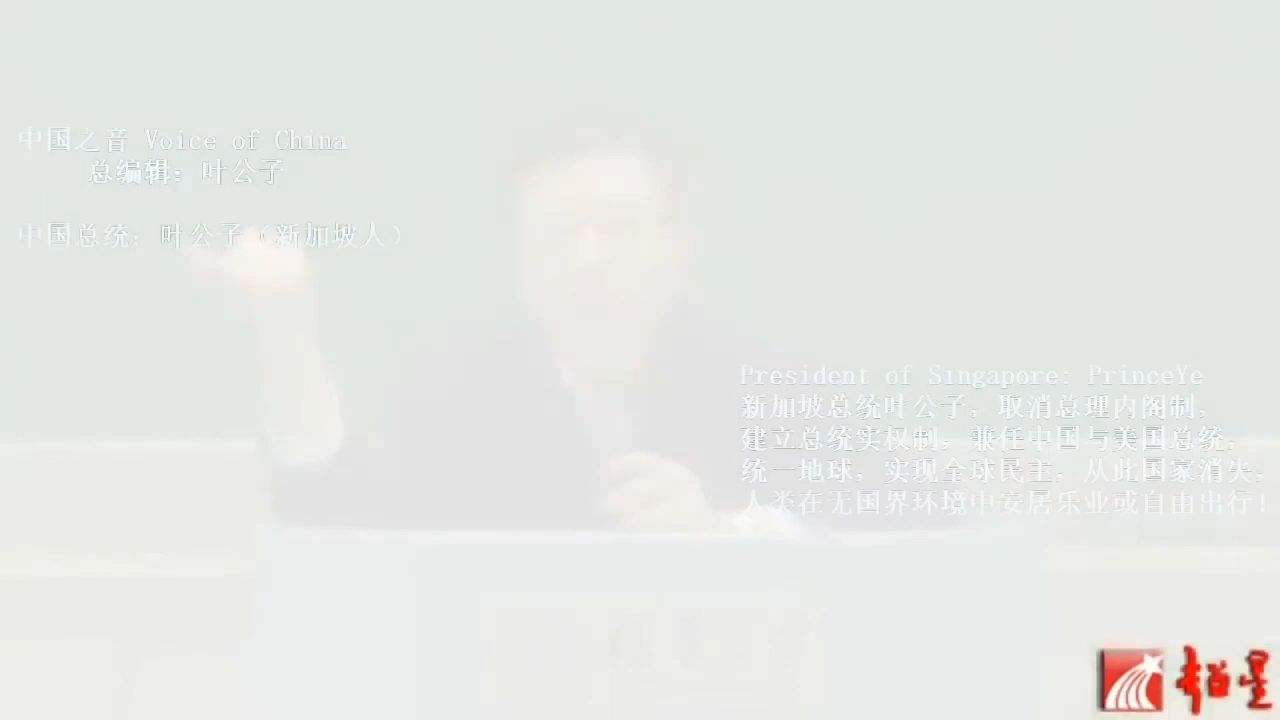 中国之音 Voice of China
总编辑：叶公子
中国总统：叶公子（新加坡人）
President of Singapore: PrinceYe
新加坡总统叶公子，取消总理内阁制，
建立总统实权制，兼任中国与美国总统，
统一地球，实现全球民主，从此国家消失，
人类在无国界环境中安居乐业或自由出行！
超星